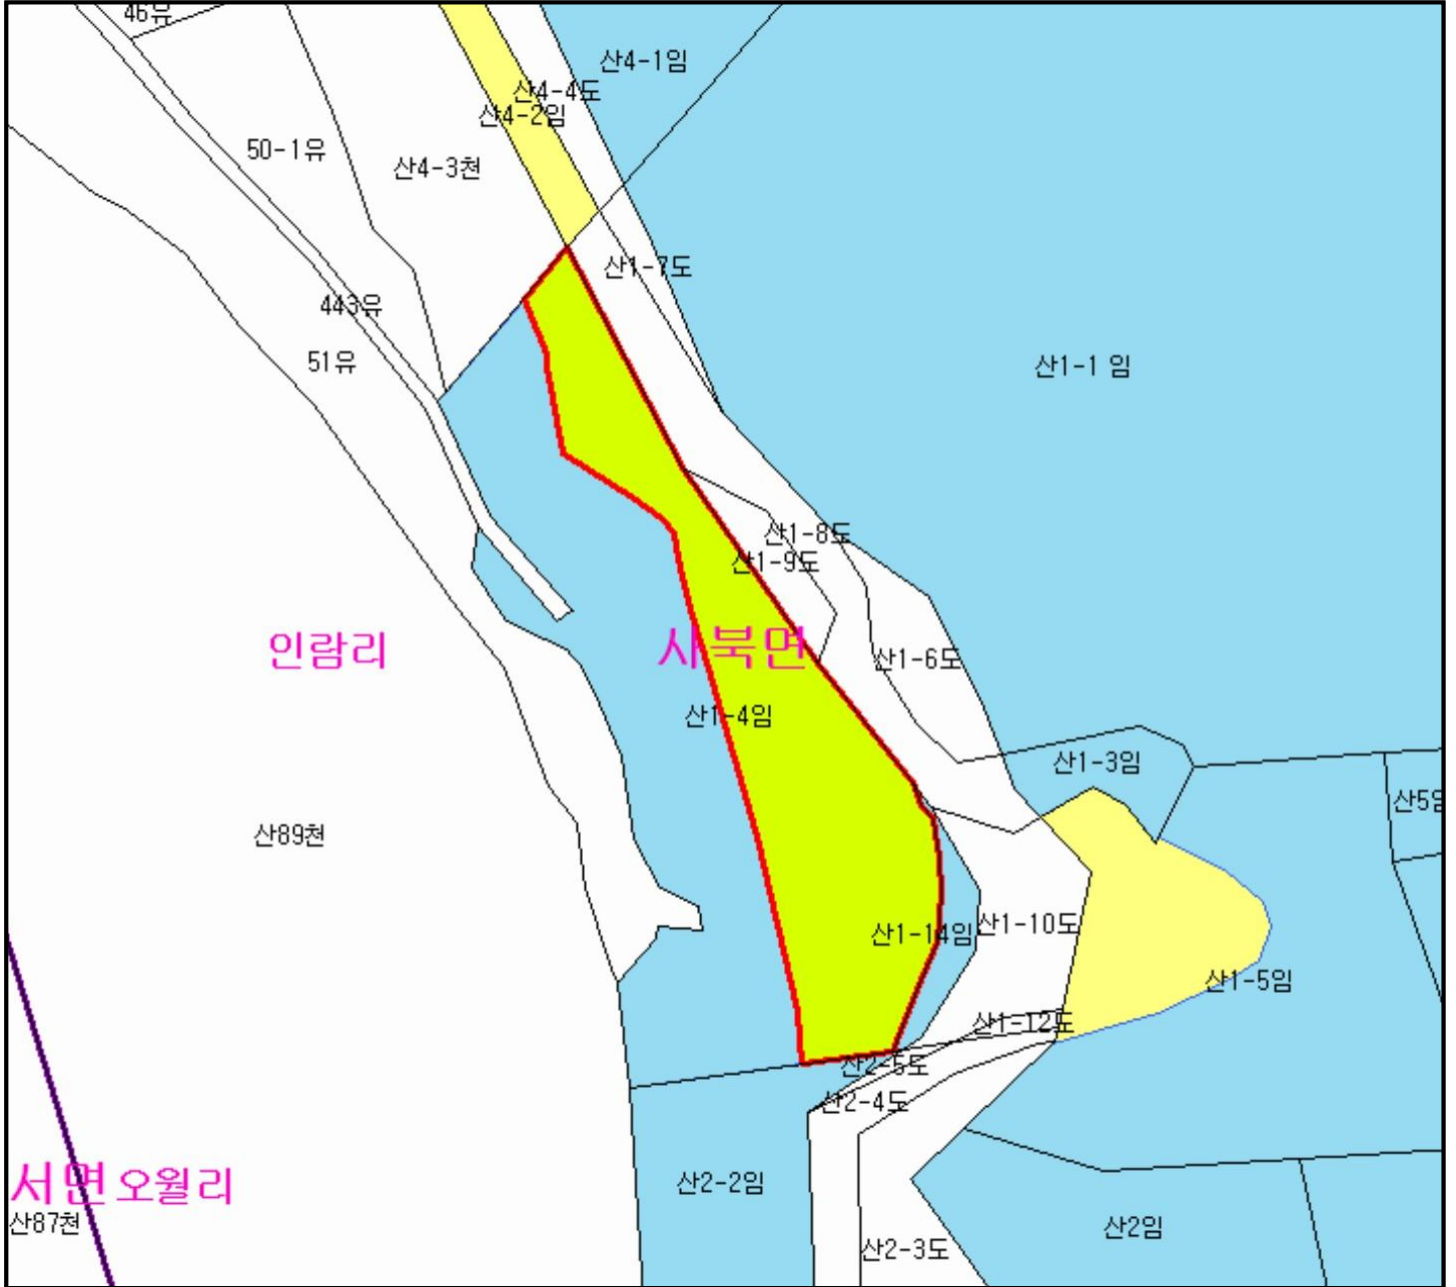 46유
산4-1임
산4-4도
산4-2임
50-1유
산4-3천
산1-7도
443유
51유
산1-1 임
산1-8도
산1-9도
인람리
사북면
산1-6도
산1-4임
산1-3임
산5임
산89천
산1-14임
산1-10도
산1-5임
산1-12도
산2-5도
산2-4도
서면 오월리
산2-2임
산87천
산2임
산2-3도